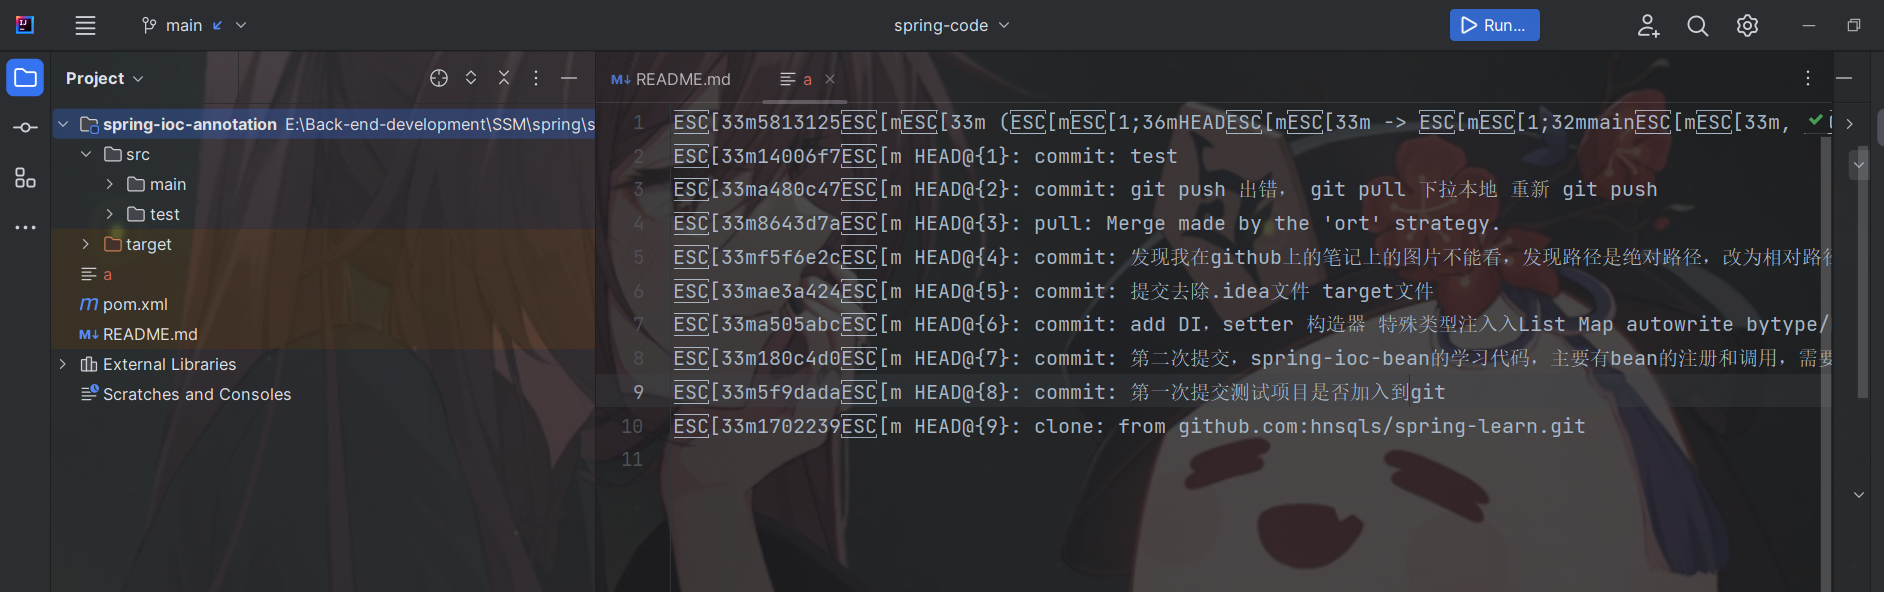 main
spring-code
Run...
Project
README.md
a
spring-ioc-annotation E:\Back-end-development\SSM\spring\s
src
main
test
target
a
pom.xml
README.md
External Libraries
Scratches and Consoles
1 ESC[33m5813125ESC[mESC[33m (ESC[mESC[1;36mHEADESC[mESC[33m -> ESC[mESC[1;32mmainESC[mESC[33m,
2 ESC[33m14006f7ESC[m HEAD@{1}: commit: test
3 ESC[33ma480c47ESC[m HEAD@{2}: commit: git push 出错， git pull 下拉本地 重新 git push
4 ESC[33m8643d7aESC[m HEAD@{3}: pull: Merge made by the 'ort' strategy.
5 ESC[33mf5f6e2cESC[m HEAD@{4}: commit: 发现我在github上的笔记上的图片不能看，发现路径是绝对路径，改为相对路径
6 ESC[33mae3a424ESC[m HEAD@{5}: commit: 提交去除.idea文件 target文件
7 ESC[33ma505abcESC[m HEAD@{6}: commit: add DI，setter 构造器 特殊类型注入入List Map autowrite bytype/
8 ESC[33m180c4d0ESC[m HEAD@{7}: commit: 第二次提交，spring-ioc-bean的学习代码，主要有bean的注册和调用，需要
9 ESC[33m5f9dadaESC[m HEAD@{8}: commit: 第一次提交测试项目是否加入到git
10 ESC[33m1702239ESC[m HEAD@{9}: clone: from github.com:hnsqls/spring-learn.git
11